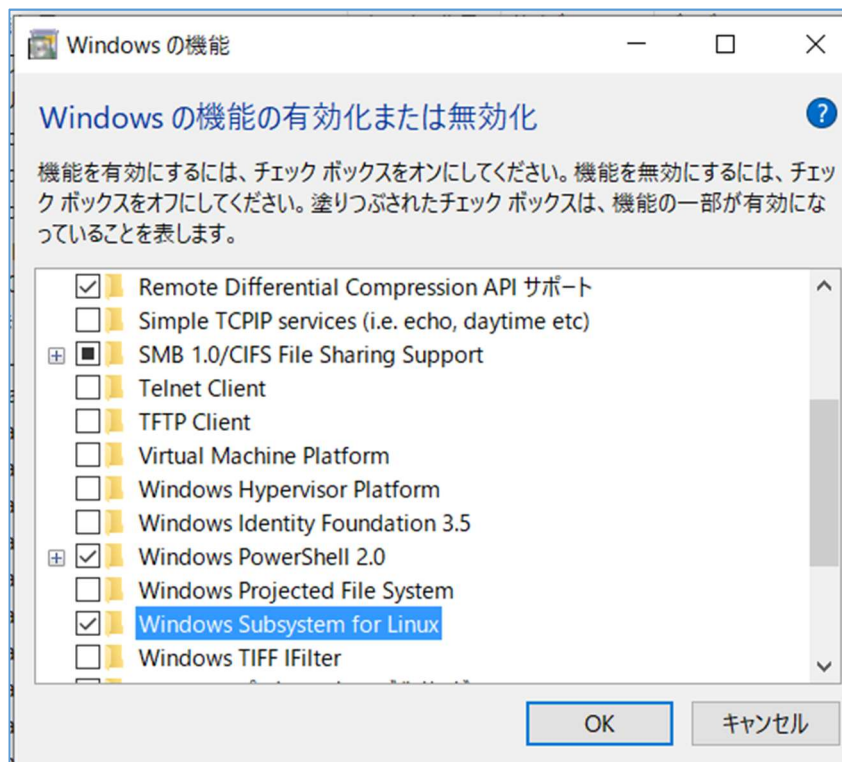 Windows の機能
Windows の機能の有効化または無効化
機能を有効にするには、チェック ボックスをオンにしてください。機能を無効にするには、チェッ
ク ボックスをオフにしてください。塗りつぶされたチェック ボックスは、機能の一部が有効にな
っていることを表します。
Remote Differential Compression API サポート
Simple TCPIP services (i.e. echo, daytime etc)
SMB 1.0/CIFS File Sharing Support
Telnet Client
TFTP Client
Virtual Machine Platform
Windows Hypervisor Platform
Windows Identity Foundation 3.5
Windows PowerShell 2.0
Windows Projected File System
Windows Subsystem for Linux
Windows TIFF IFilter
OK キャンセル